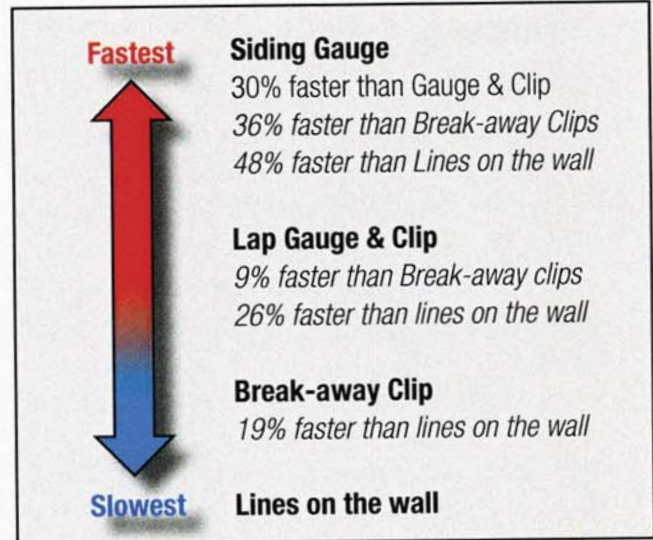 Fastest
Siding Gauge
30% faster than Gauge & Clip
36% faster than Break-away Clips
48% faster than Lines on the wall
Lap Gauge & Clip
9% faster than Break-away clips
26% faster than lines on the wall
Break-away Clip
19% faster than lines on the wall
Slowest
Lines on the wall